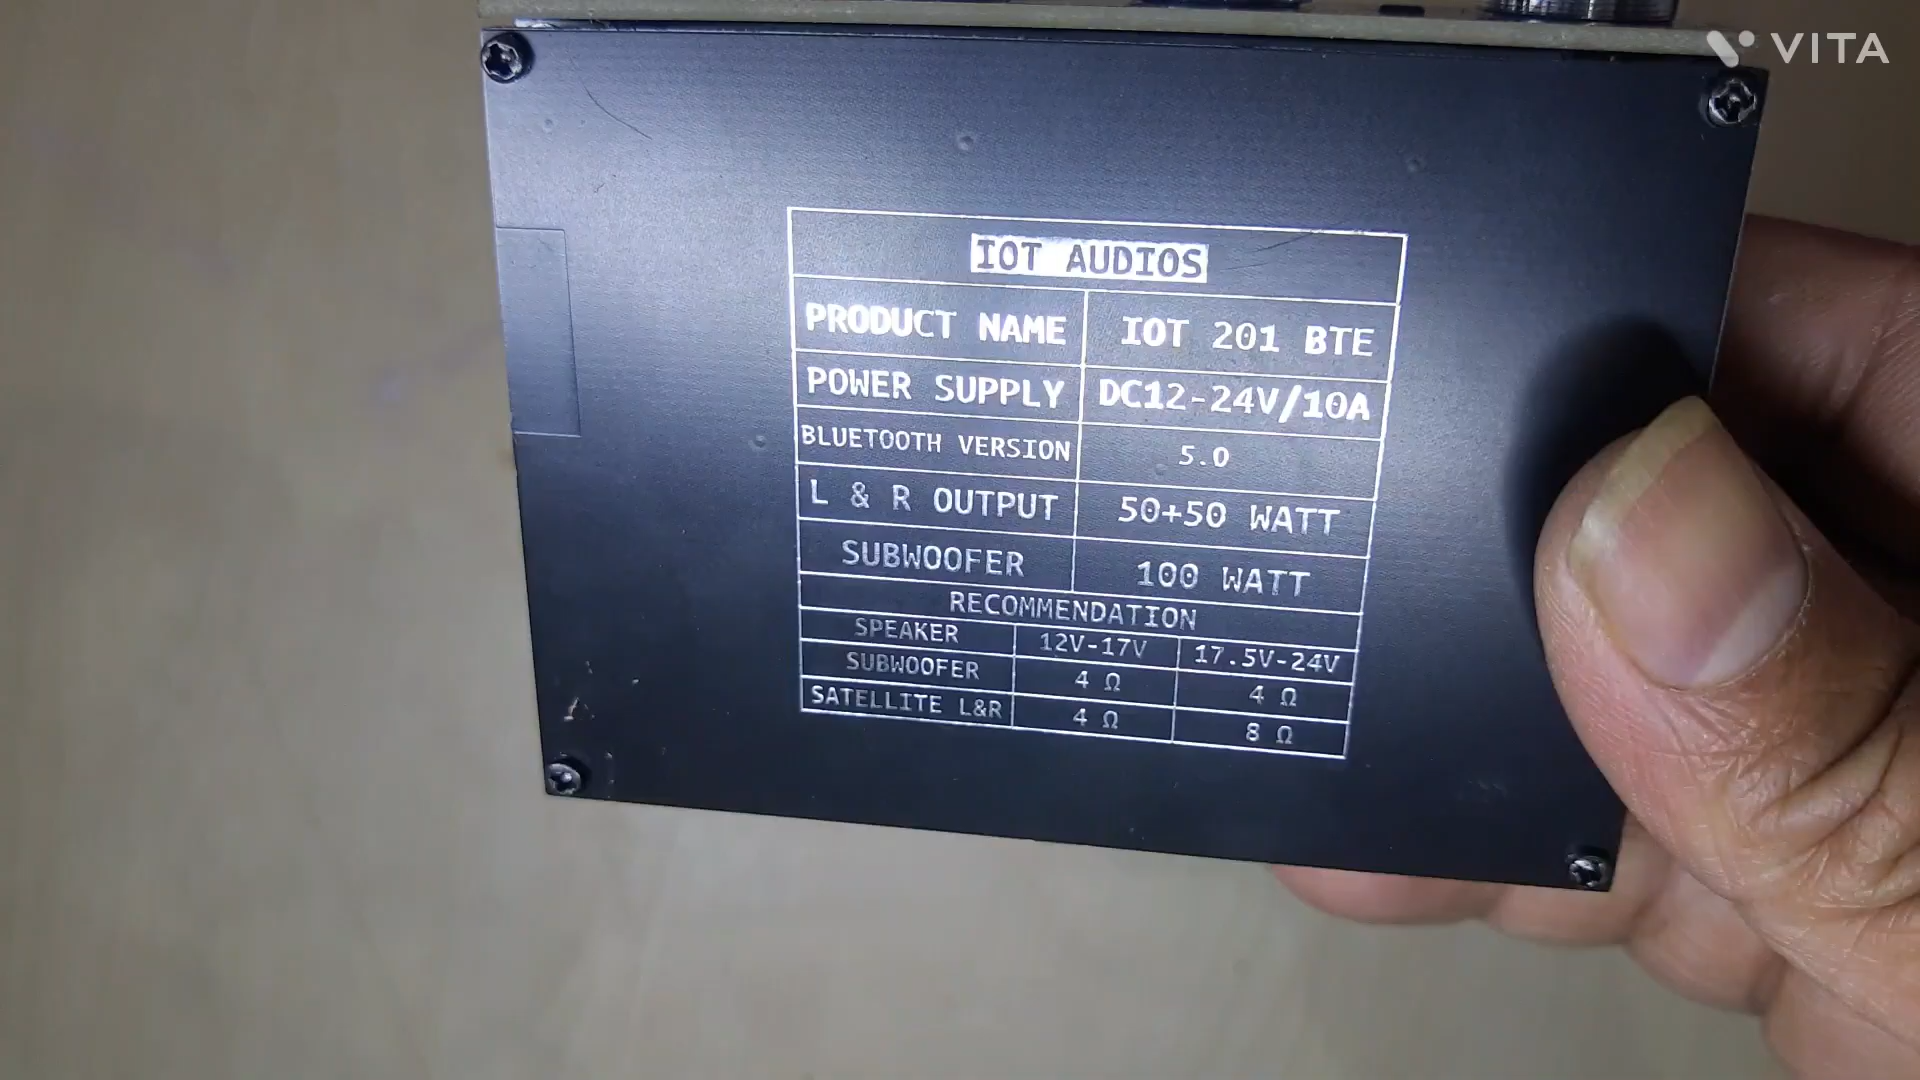 VITA
IOT AUDIOS
PRODUCT NAME IOT 201 BTE
POWER SUPPLY DC12-24V/10A
BLUETOOTH VERSION 5.0
L & R OUTPUT 50+50 WATT
SUBWOOFER 100 WATT
RECOMMENDATION
SPEAKER 12V-17V 17.5V-24V
SUBWOOFER 4 Ω 4 Ω
SATELLITE L&R 4 Ω 8 Ω